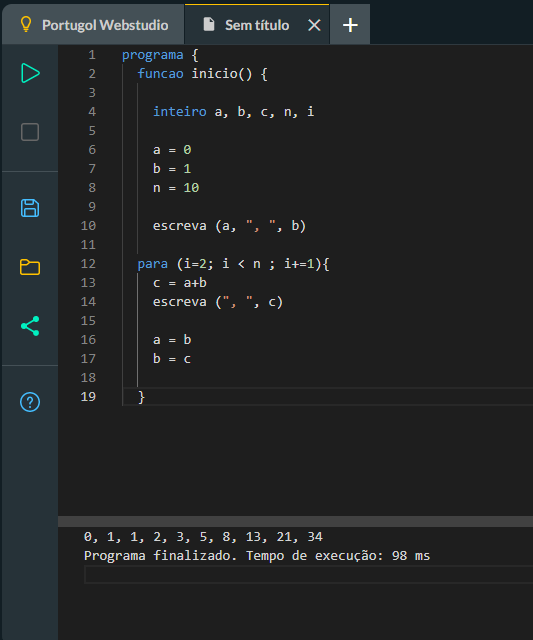 Portugol Webstudio
Sem título
1 programa {
2 funcao inicio() {
3
4 inteiro a, b, c, n, i
5
6 a = 0
7 b = 1
8 n = 10
9
10 escreva (a, ", ", b)
11
12 para (i=2; i < n ; i+=1){
13 c = a+b
14 escreva (", ", c)
15
16 a = b
17 b = c
18
19 }
0, 1, 1, 2, 3, 5, 8, 13, 21, 34
Programa finalizado. Tempo de execução: 98 ms